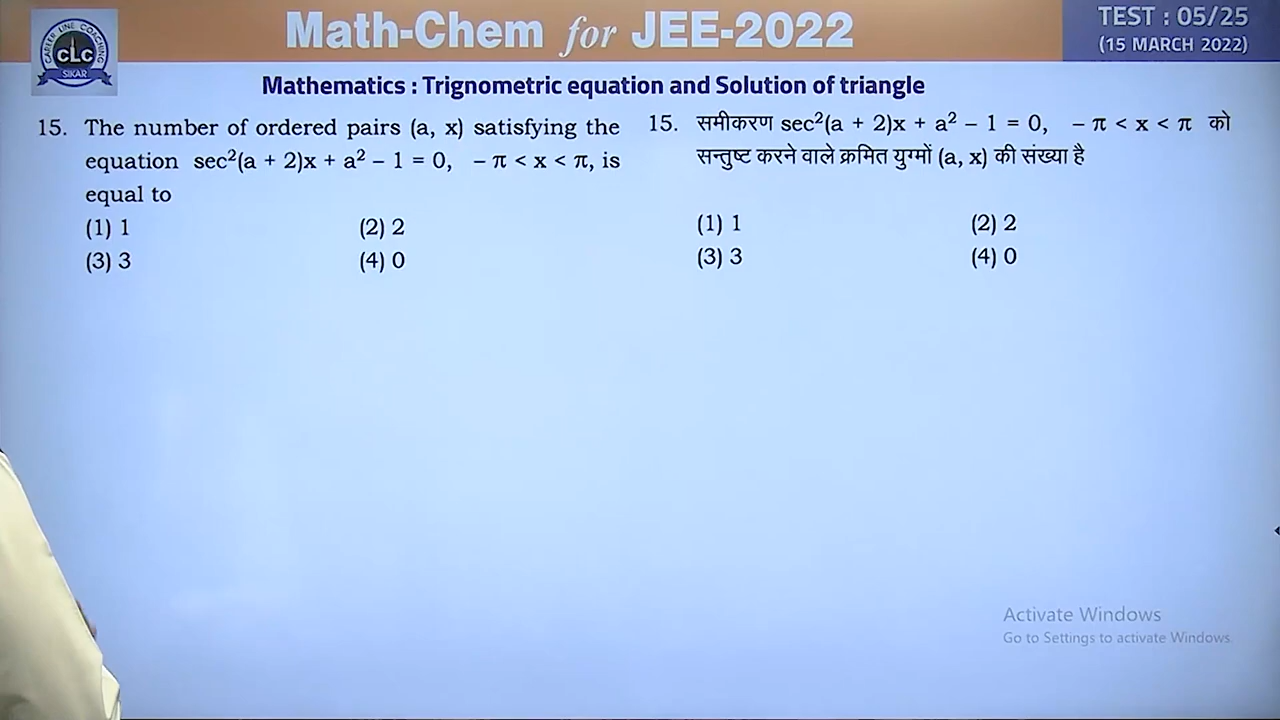 Math-Chem for JEE-2022
TEST : 05/25
(15 MARCH 2022)
CAREER LINE COACHING
CLC
SIKAR
Mathematics : Trignometric equation and Solution of triangle
15. The number of ordered pairs (a, x) satisfying the
equation sec²(a + 2)x + a² – 1 = 0, – π < x < π, is
equal to
(1) 1 (2) 2
(3) 3 (4) 0
15. समीकरण sec²(a + 2)x + a² – 1 = 0, – π < x < π को
सन्तुष्ट करने वाले क्रमित युग्मों (a, x) की संख्या है
(1) 1 (2) 2
(3) 3 (4) 0
Activate Windows
Go to Settings to activate Windows.